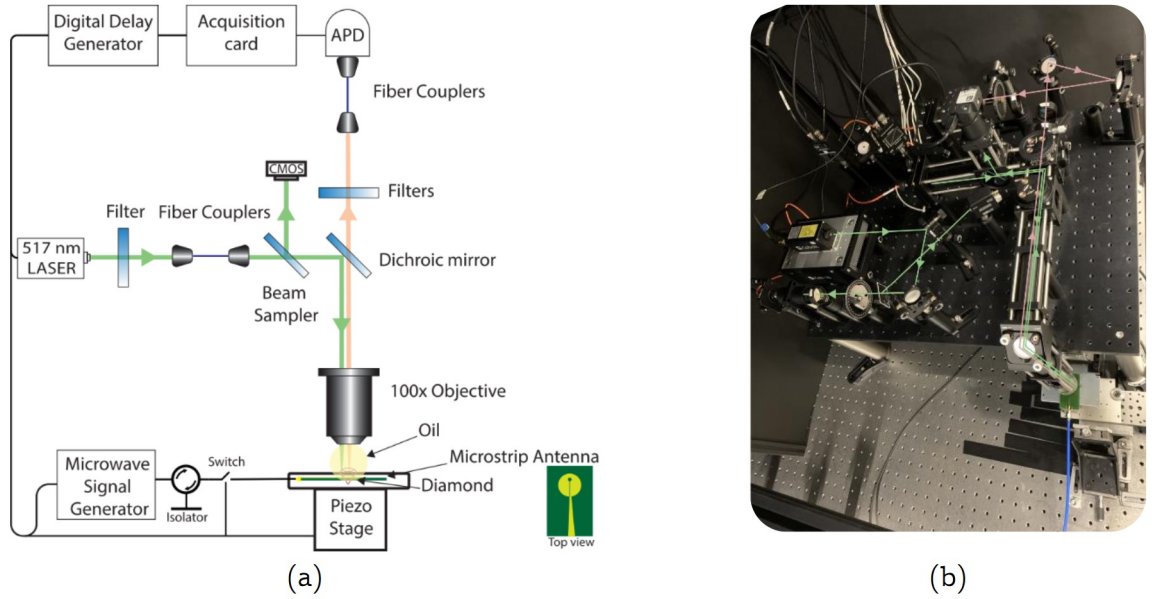 Digital Delay
Generator
Acquisition
card
APD
Fiber Couplers
CMOS
Filters
Filter
Fiber Couplers
517 nm
LASER
Dichroic mirror
Beam
Sampler
100x Objective
Oil
Microwave
Signal
Generator
Switch
Isolator
Microstrip Antenna
Diamond
Piezo
Stage
Top view
(a)
(b)